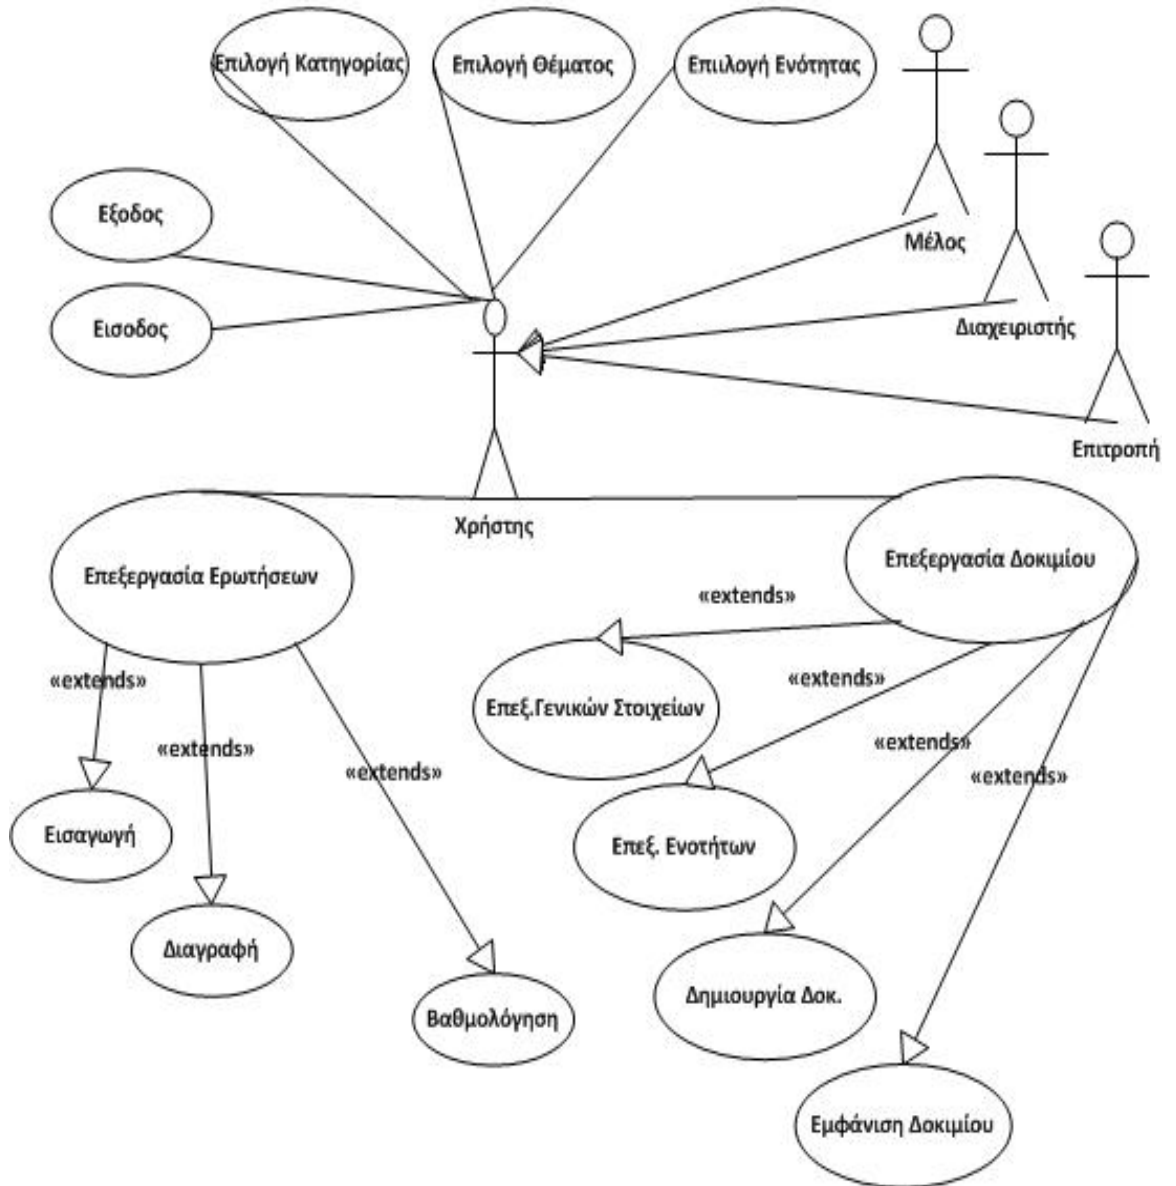 Επιλογή Κατηγορίας
Επιλογή Θέματος
Επιιλογή Ενότητας
Εξοδος
Μέλος
Εισοδος
Διαχειριστής
Επιτροπή
Χρήστης
Επεξεργασία Ερωτήσεων
Επεξεργασία Δοκιμίου
«extends»
«extends»
«extends»
Επεξ.Γενικών Στοιχείων
«extends»
«extends»
«extends»
«extends»
Εισαγωγή
Επεξ. Ενοτήτων
Διαγραφή
Δημιουργία Δοκ.
Βαθμολόγηση
Εμφάνιση Δοκιμίου